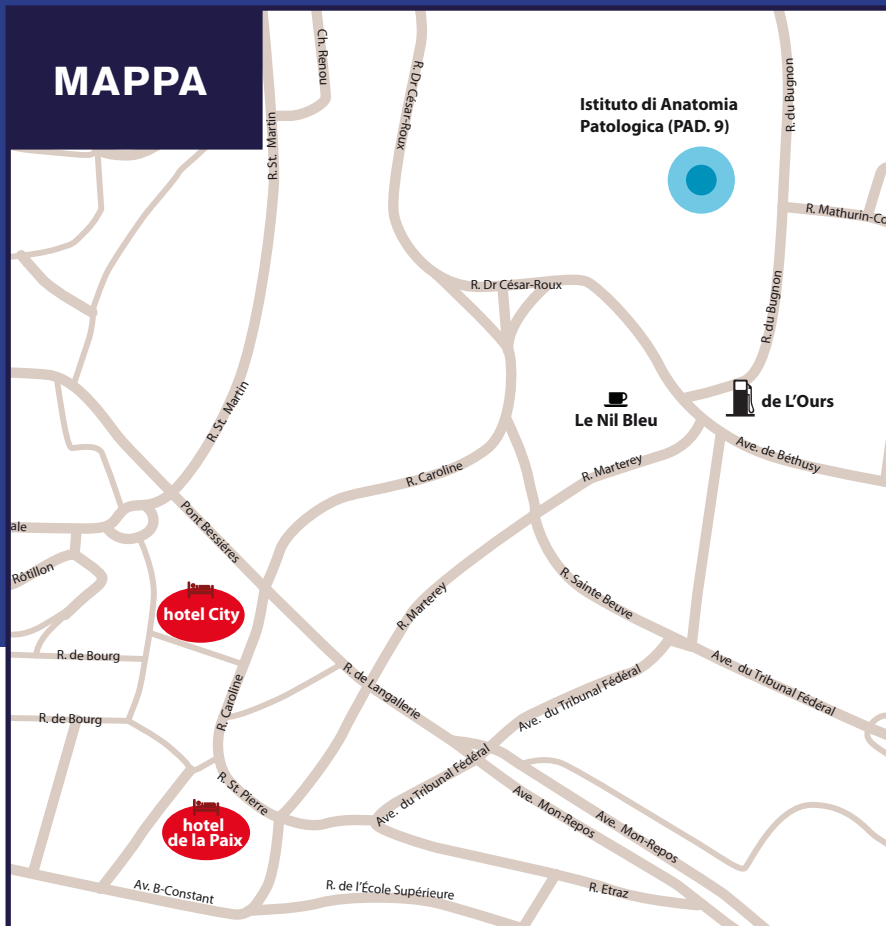 MAPPA
Ch. Renou
R. Dr César-Roux
R. St. Martin
Istituto di Anatomia
Patologica (PAD. 9)
R. du Bugnon
R. Mathurin-Co
R. Dr César-Roux
R. du Bugnon
R. St. Martin
Le Nil Bleu
de L'Ours
Ave. de Béthusy
R. Caroline
R. Marterey
Pont Bessiéres
ale
Rôtillon
hotel City
R. Sainte Beuve
R. Marterey
R. de Bourg
R. de Langallerie
Ave. du Tribunal Fédéral
Ave. du Tribunal Fédéral
R. Caroline
R. de Bourg
R. St. Pierre
Ave. du Tribunal Fédéral
Ave. Mon-Repos
Ave. Mon-Repos
hotel
de la Paix
Av. B-Constant
R. de l'École Supérieure
R. Etraz